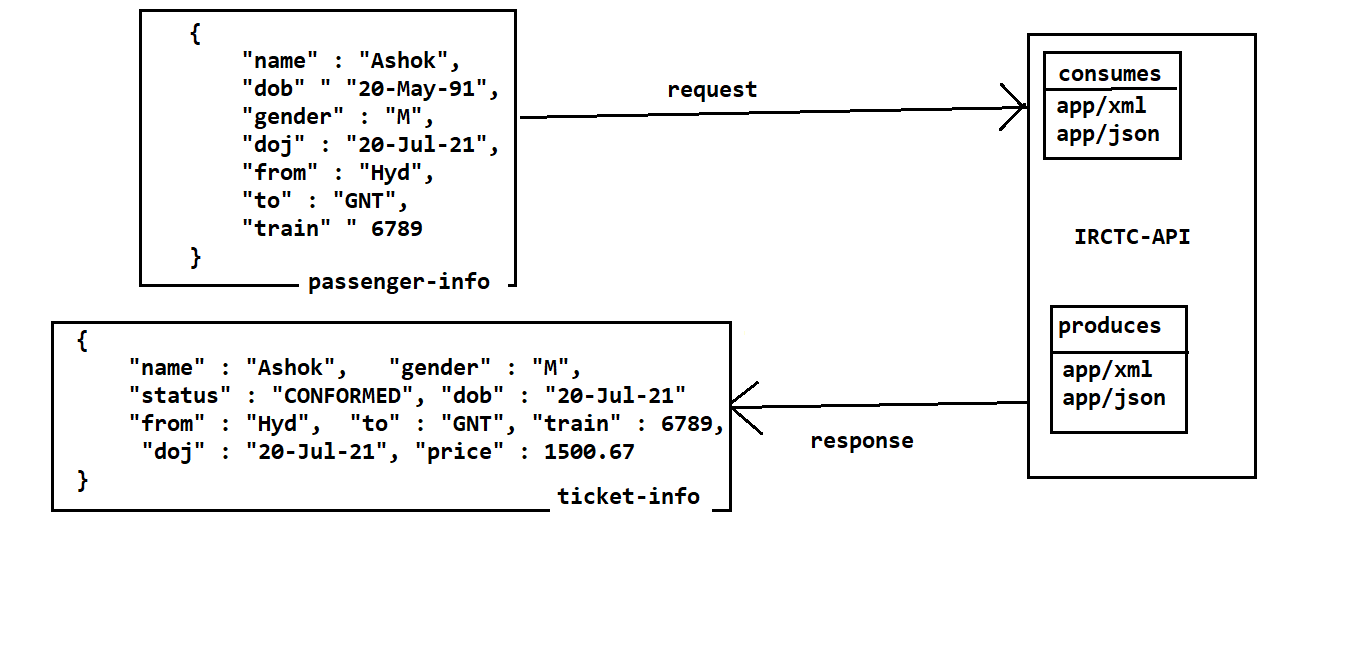 {
"name" : "Ashok",
"dob" " "20-May-91",
"gender" : "M",
"doj" : "20-Jul-21",
"from" : "Hyd",
"to" : "GNT",
"train" " 6789
}
passenger-info
request
consumes
app/xml
app/json
IRCTC-API
produces
app/xml
app/json
response
{
"name" : "Ashok",   "gender" : "M",
"status" : "CONFORMED", "dob" : "20-Jul-21"
"from" : "Hyd",  "to" : "GNT", "train" : 6789,
"doj" : "20-Jul-21", "price" : 1500.67
}
ticket-info